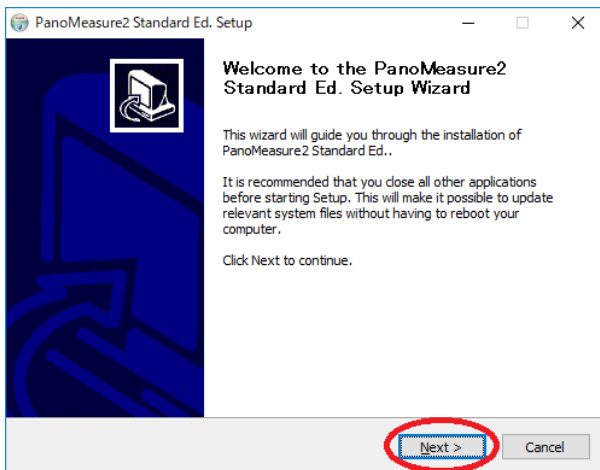 PanoMeasure2 Standard Ed. Setup
Welcome to the PanoMeasure2
Standard Ed. Setup Wizard
This wizard will guide you through the installation of
PanoMeasure2 Standard Ed..
It is recommended that you close all other applications
before starting Setup. This will make it possible to update
relevant system files without having to reboot your
computer.
Click Next to continue.
Next >
Cancel